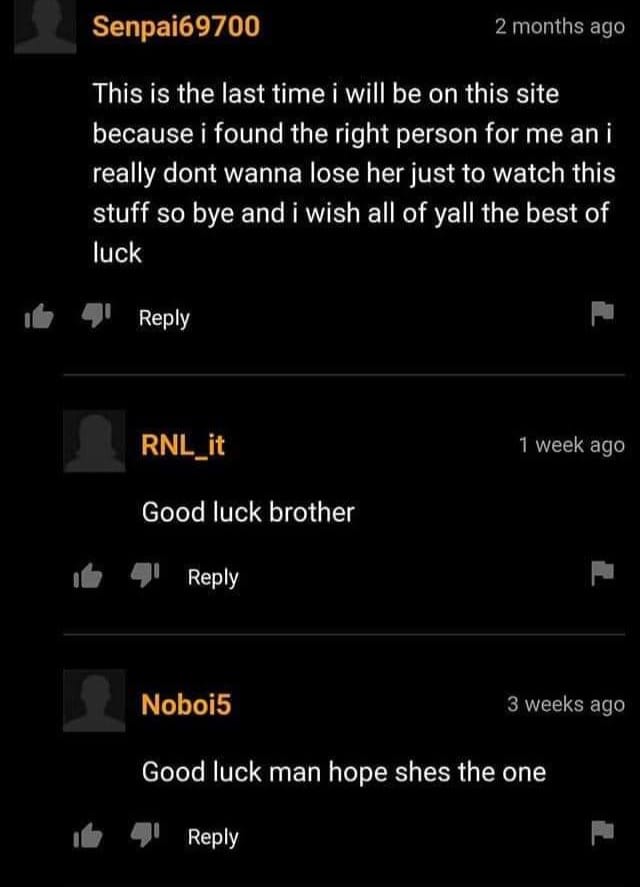 Senpai69700
2 months ago
This is the last time i will be on this site
because i found the right person for me an i
really dont wanna lose her just to watch this
stuff so bye and i wish all of yall the best of
luck
Reply
RNL_it
1 week ago
Good luck brother
Reply
Noboi5
3 weeks ago
Good luck man hope shes the one
Reply